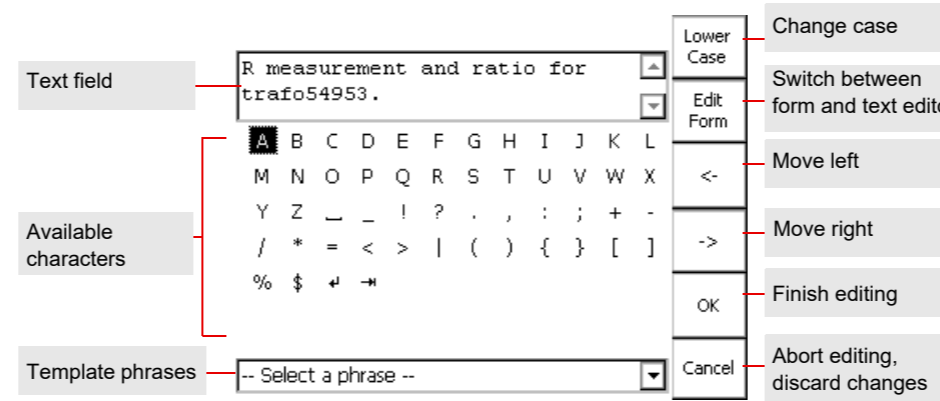 Text field
R measurement and ratio for
trafo54953.
Available
characters
A B C D E F G H I J K L
M N O P Q R S T U V W X
Y Z ⎵ _ ! ? . , : ; + -
/ * = < > | ( ) { } [ ]
% $ ↵ ⇥
Template phrases
-- Select a phrase --
Lower
Case
Change case
Edit
Form
Switch between
form and text edito
<-
Move left
->
Move right
OK
Finish editing
Cancel
Abort editing,
discard changes